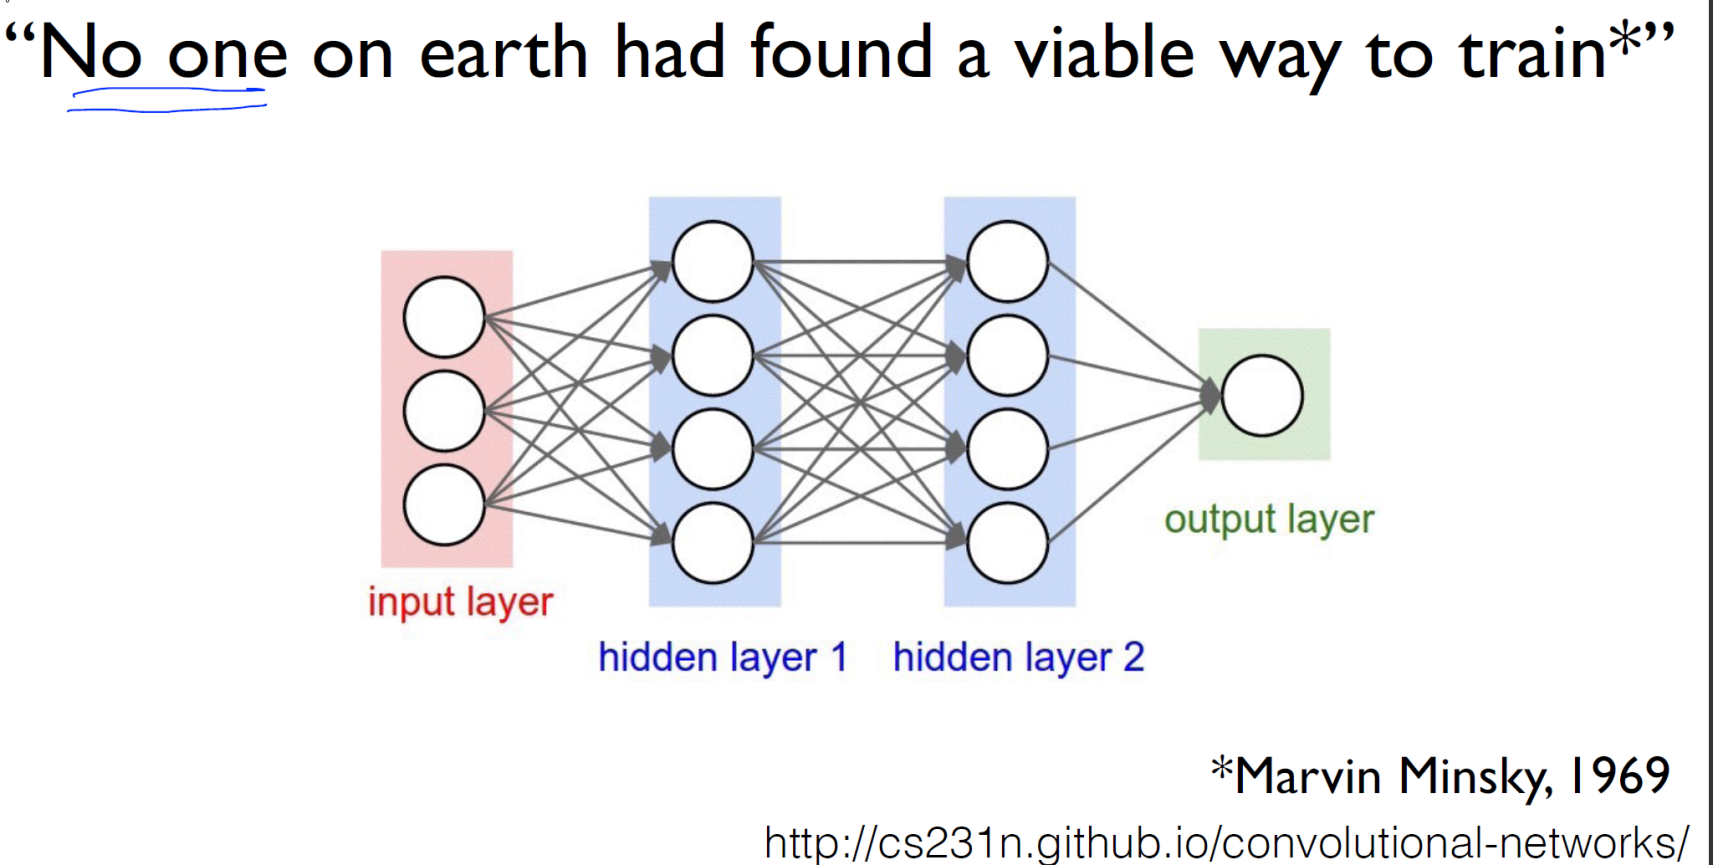 “No one on earth had found a viable way to train*”
input layer
hidden layer 1
hidden layer 2
output layer
*Marvin Minsky, 1969
http://cs231n.github.io/convolutional-networks/